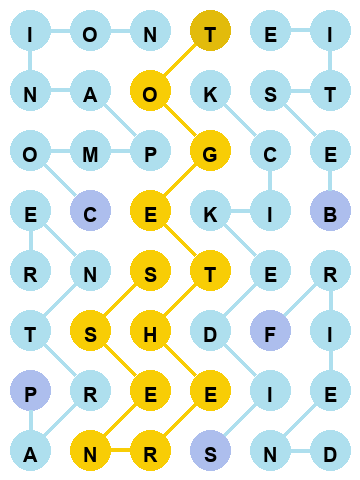 I O N T E I
N A O K S T
O M P G C E
E C E K I B
R N S T E R
T S H D F I
P R E E I E
A N R S N D